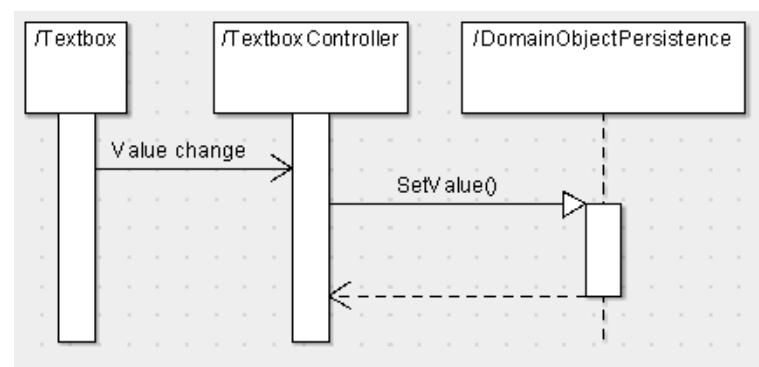 /Textbox
/TextboxController
/DomainObjectPersistence
Value change
SetValue()